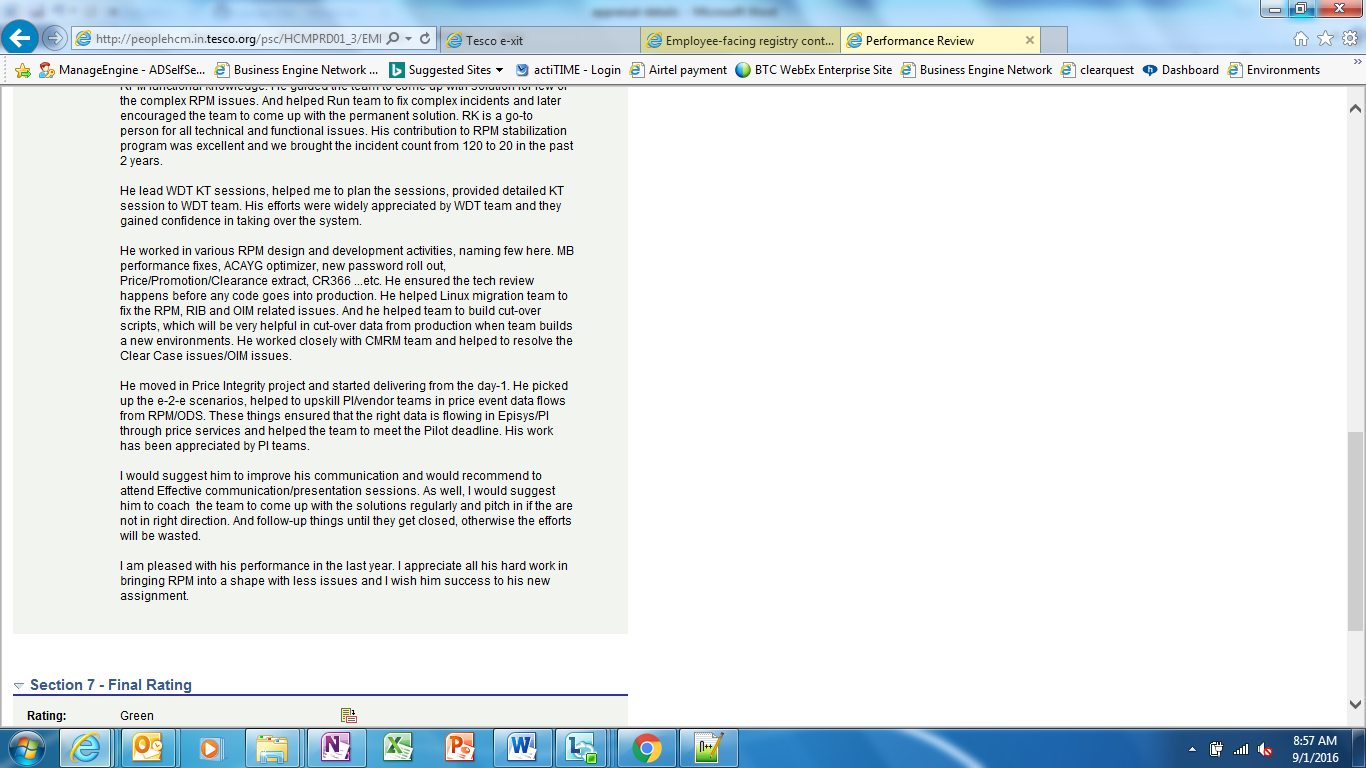 appraisal details - Microsoft Word
http://peoplehcm.in.tesco.org/psc/HCMPRD01_3/EMI
Tesco e-xit
Employee-facing registry cont...
Performance Review
ManageEngine - ADSelfSe...
Business Engine Network ...
Suggested Sites
actiTIME - Login
Airtel payment
BTC WebEx Enterprise Site
Business Engine Network
clearquest
Dashboard
Environments
RPM functional knowledge. He guided the team to come up with Solution for few of
the complex RPM issues. And helped Run team to fix complex incidents and later
encouraged the team to come up with the permanent solution. RK is a go-to
person for all technical and functional issues. His contribution to RPM stabilization
program was excellent and we brought the incident count from 120 to 20 in the past
2 years.
He lead WDT KT sessions, helped me to plan the sessions, provided detailed KT
session to WDT team. His efforts were widely appreciated by WDT team and they
gained confidence in taking over the system.
He worked in various RPM design and development activities, naming few here. MB
performance fixes, ACAYG optimizer, new password roll out,
Price/Promotion/Clearance extract, CR366 ...etc. He ensured the tech review
happens before any code goes into production. He helped Linux migration team to
fix the RPM, RIB and OIM related issues. And he helped team to build cut-over
scripts, which will be very helpful in cut-over data from production when team builds
a new environments. He worked closely with CMRM team and helped to resolve the
Clear Case issues/OIM issues.
He moved in Price Integrity project and started delivering from the day-1. He picked
up the e-2-e scenarios, helped to upskill PI/vendor teams in price event data flows
from RPM/ODS. These things ensured that the right data is flowing in Episys/PI
through price services and helped the team to meet the Pilot deadline. His work
has been appreciated by PI teams.
I would suggest him to improve his communication and would recommend to
attend Effective communication/presentation sessions. As well, I would suggest
him to coach  the team to come up with the solutions regularly and pitch in if the are
not in right direction. And follow-up things until they get closed, otherwise the efforts
will be wasted.
I am pleased with his performance in the last year. I appreciate all his hard work in
bringing RPM into a shape with less issues and I wish him success to his new
assignment.
Section 7 - Final Rating
Rating: Green
8:57 AM
9/1/2016